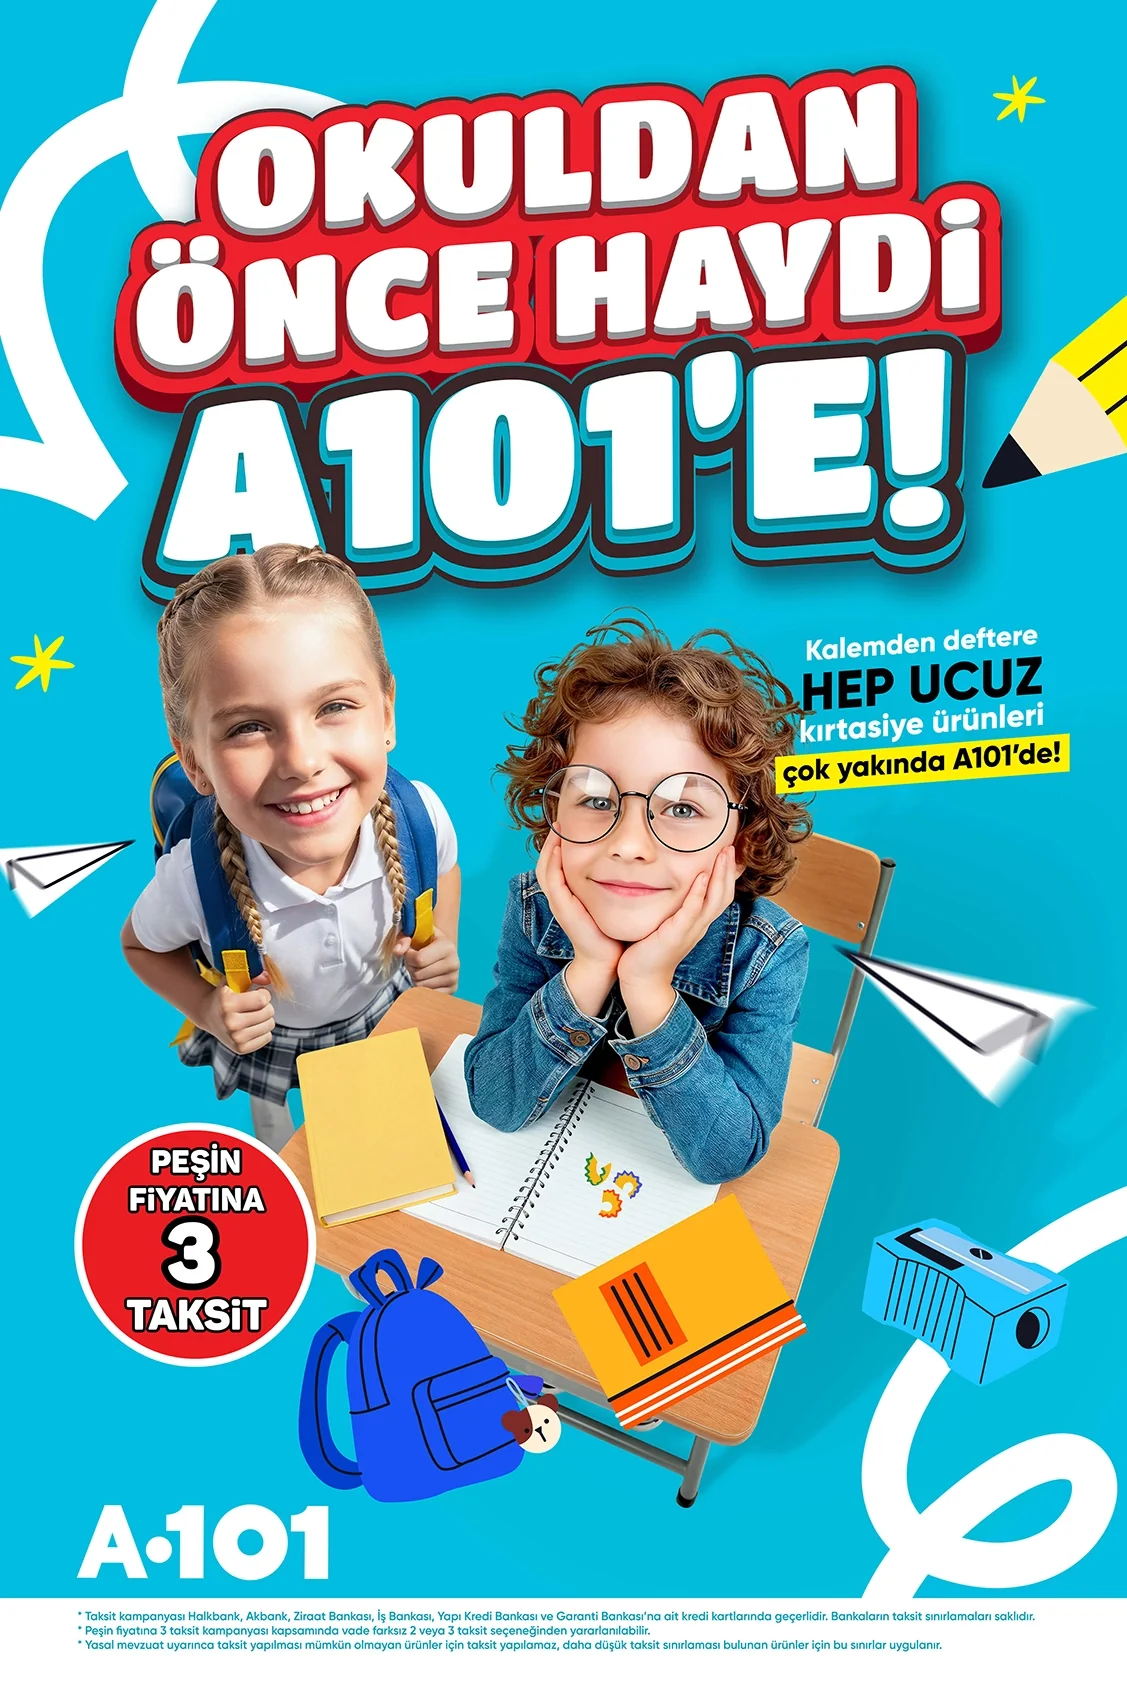 OKULDAN
ÖNCE HAYDİ
A101'E!
Kalemden deftere
HEP UCUZ
kırtasiye ürünleri
çok yakında A101'de!
PEŞİN
FİYATINA
3
TAKSİT
A·101
* Taksit kampanyası Halkbank, Akbank, Ziraat Bankası, İş Bankası, Yapı Kredi Bankası ve Garanti Bankası'na ait kredi kartlarında geçerlidir. Bankaların taksit sınırlamaları saklıdır.
* Peşin fiyatına 3 taksit kampanyası kapsamında vade farksız 2 veya 3 taksit seçeneğinden yararlanılabilir.
* Yasal mevzuat uyarınca taksit yapılması mümkün olmayan ürünler için taksit yapılamaz, daha düşük taksit sınırlaması bulunan ürünler için bu sınırlar uygulanır.